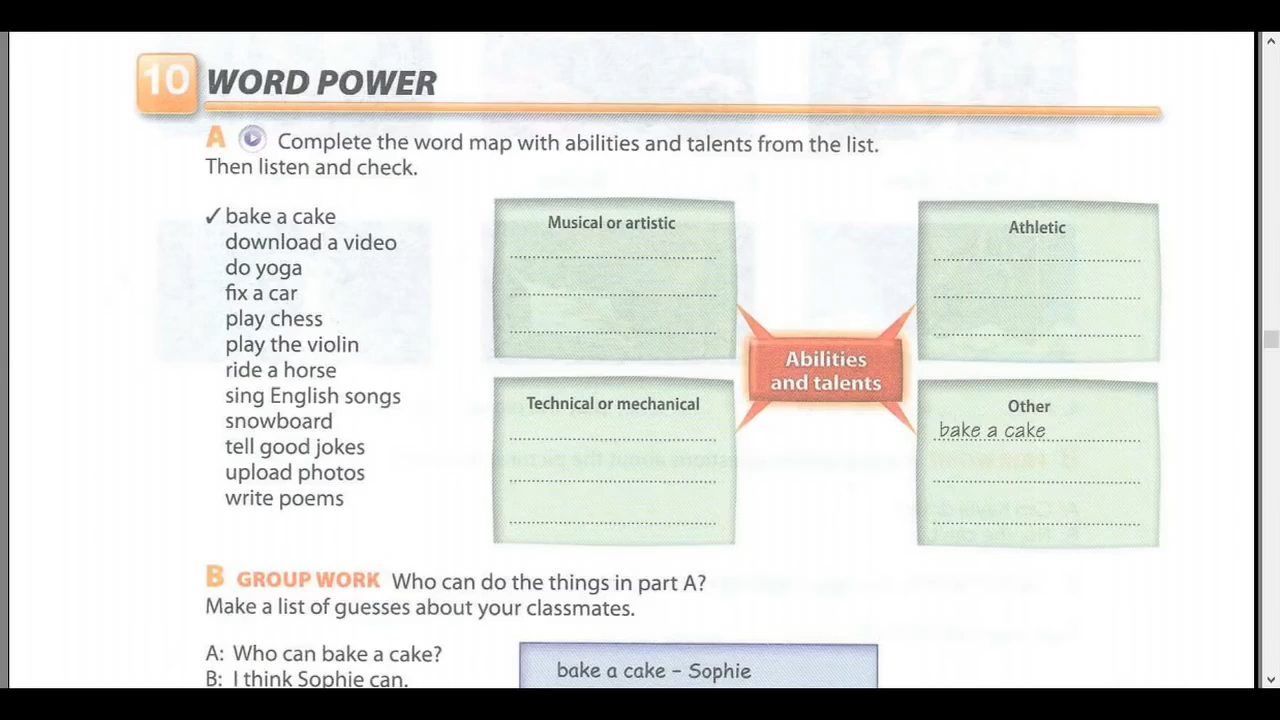 10 WORD POWER
A Complete the word map with abilities and talents from the list.
Then listen and check.
✓ bake a cake
download a video
do yoga
fix a car
play chess
play the violin
ride a horse
sing English songs
snowboard
tell good jokes
upload photos
write poems
Musical or artistic
Athletic
Abilities
and talents
Technical or mechanical
Other
bake a cake
B GROUP WORK Who can do the things in part A?
Make a list of guesses about your classmates.
A: Who can bake a cake?
B: I think Sophie can.
bake a cake – Sophie